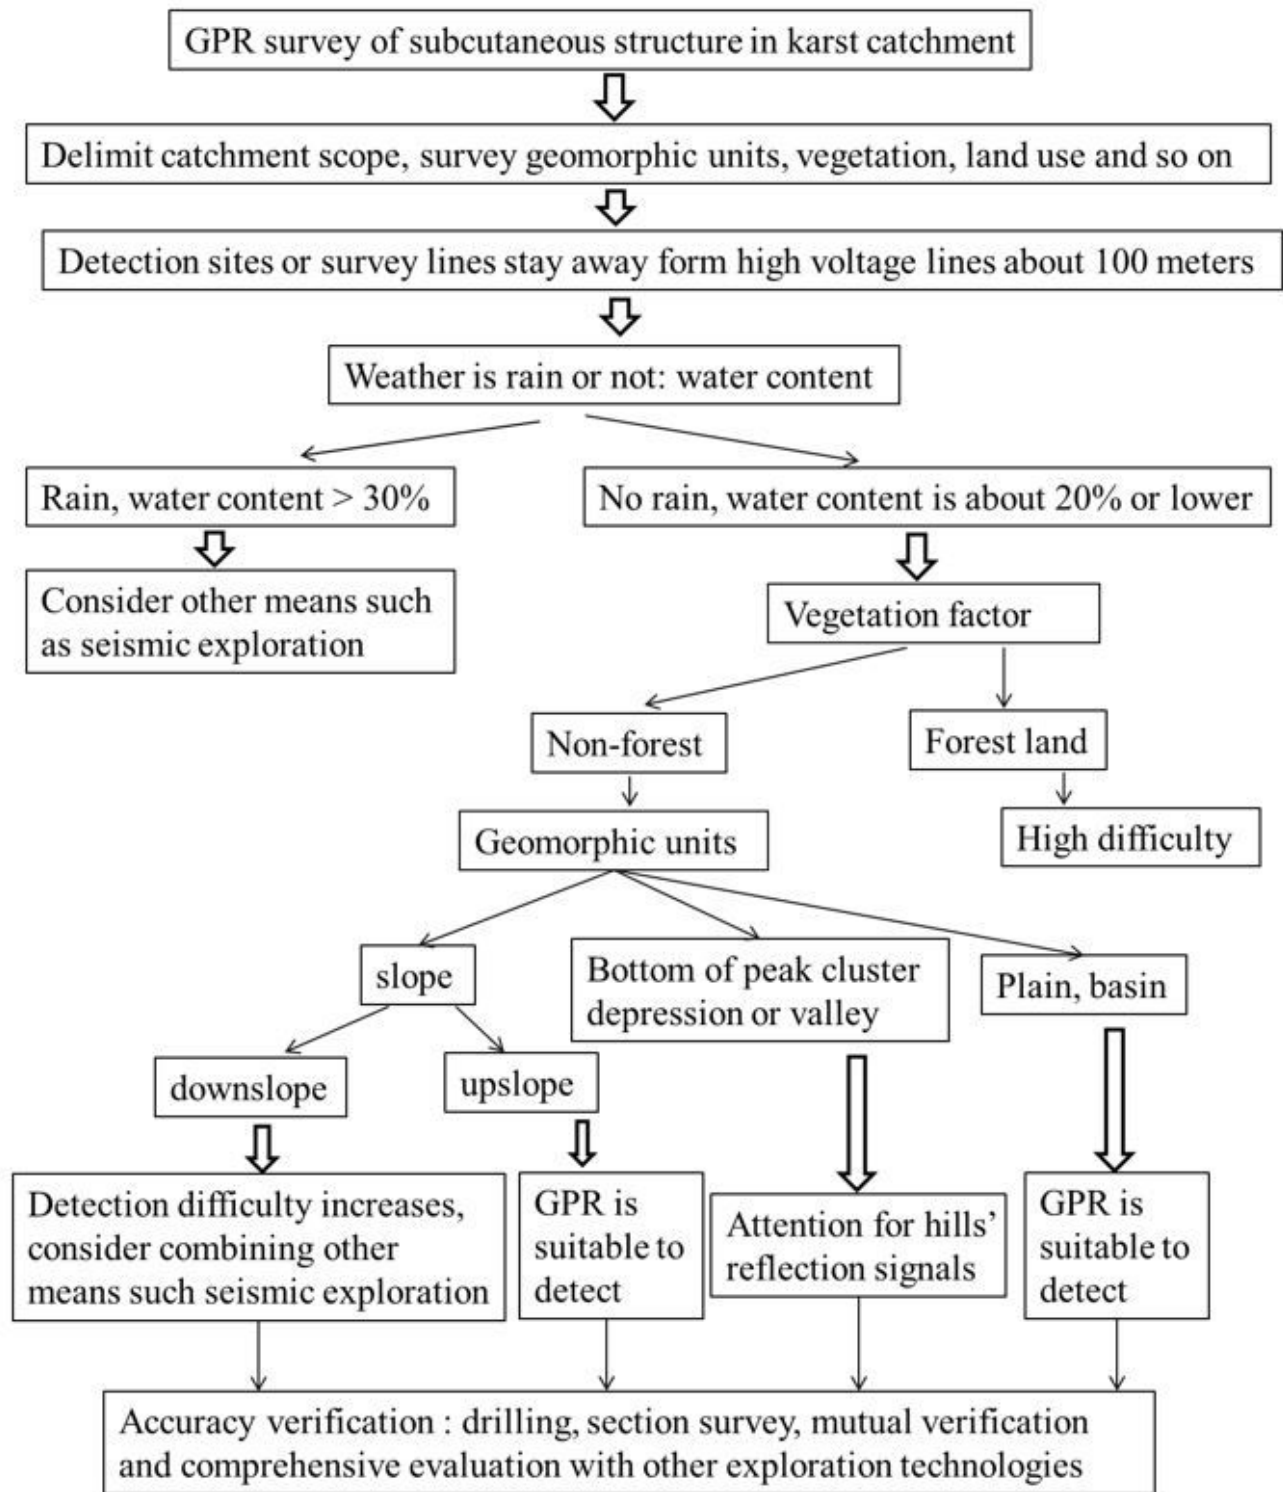 GPR survey of subcutaneous structure in karst catchment
Delimit catchment scope, survey geomorphic units, vegetation, land use and so on
Detection sites or survey lines stay away form high voltage lines about 100 meters
Weather is rain or not: water content
Rain, water content > 30%
No rain, water content is about 20% or lower
Consider other means such
as seismic exploration
Vegetation factor
Non-forest
Forest land
Geomorphic units
High difficulty
slope
Bottom of peak cluster
depression or valley
Plain, basin
downslope
upslope
Detection difficulty increases,
consider combining other
means such seismic exploration
GPR is
suitable to
detect
Attention for hills’
reflection signals
GPR is
suitable to
detect
Accuracy verification : drilling, section survey, mutual verification
and comprehensive evaluation with other exploration technologies